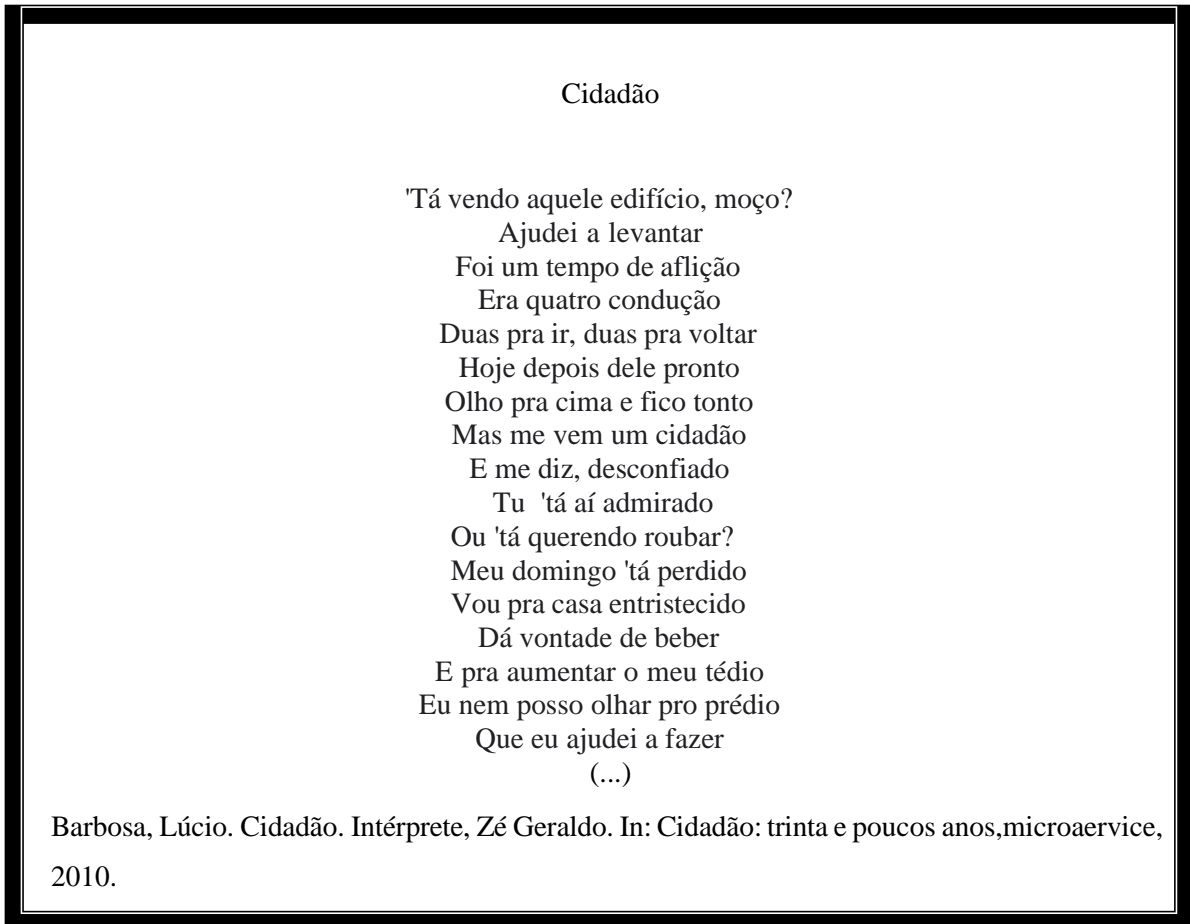 Cidadão
'Tá vendo aquele edifício, moço?
Ajudei a levantar
Foi um tempo de aflição
Era quatro condução
Duas pra ir, duas pra voltar
Hoje depois dele pronto
Olho pra cima e fico tonto
Mas me vem um cidadão
E me diz, desconfiado
Tu  'tá aí admirado
Ou 'tá querendo roubar?
Meu domingo 'tá perdido
Vou pra casa entristecido
Dá vontade de beber
E pra aumentar o meu tédio
Eu nem posso olhar pro prédio
Que eu ajudei a fazer
(...)
Barbosa, Lúcio. Cidadão. Intérprete, Zé Geraldo. In: Cidadão: trinta e poucos anos,microaervice,
2010.